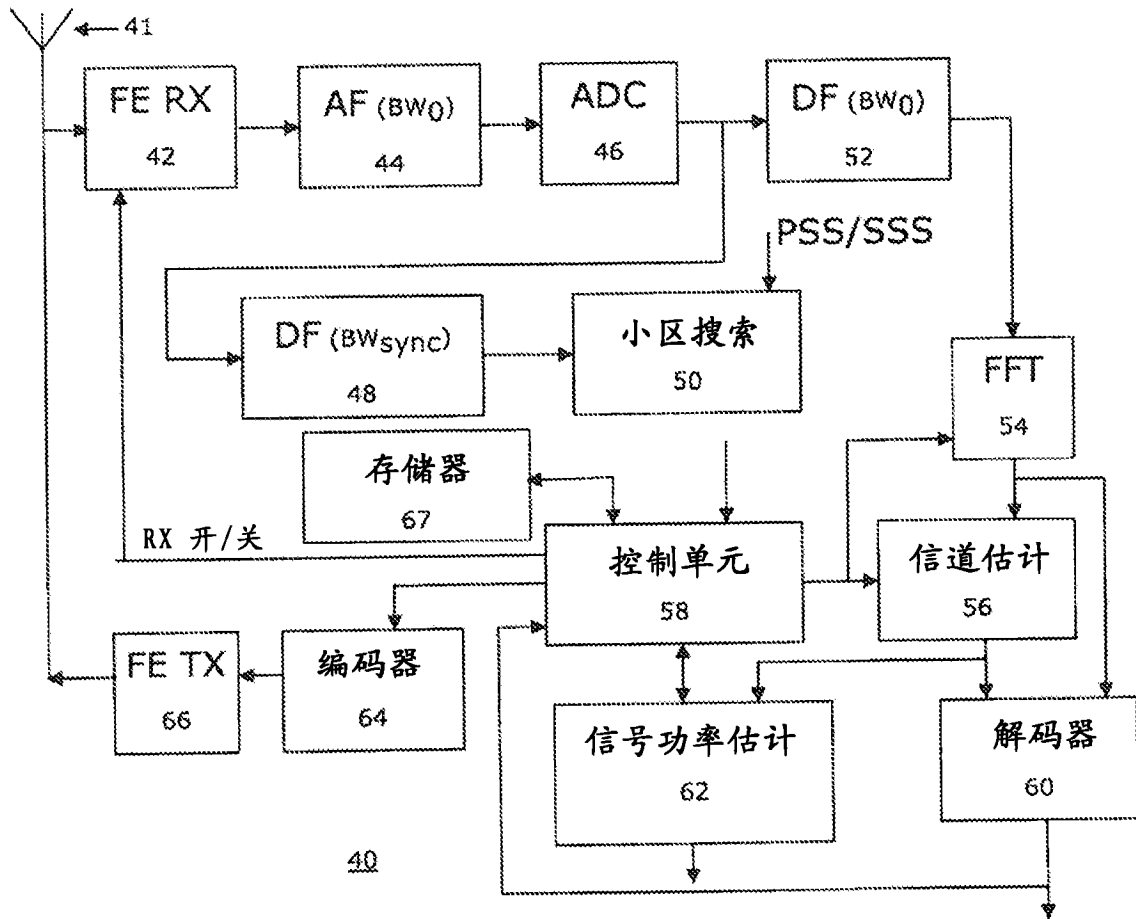 41
FE RX
42
AF (BW0)
44
ADC
46
DF (BW0)
52
PSS/SSS
DF (BWsync)
48
小区搜索
50
FFT
54
存储器
67
RX 开/关
控制单元
58
信道估计
56
FE TX
66
编码器
64
信号功率估计
62
解码器
60
40